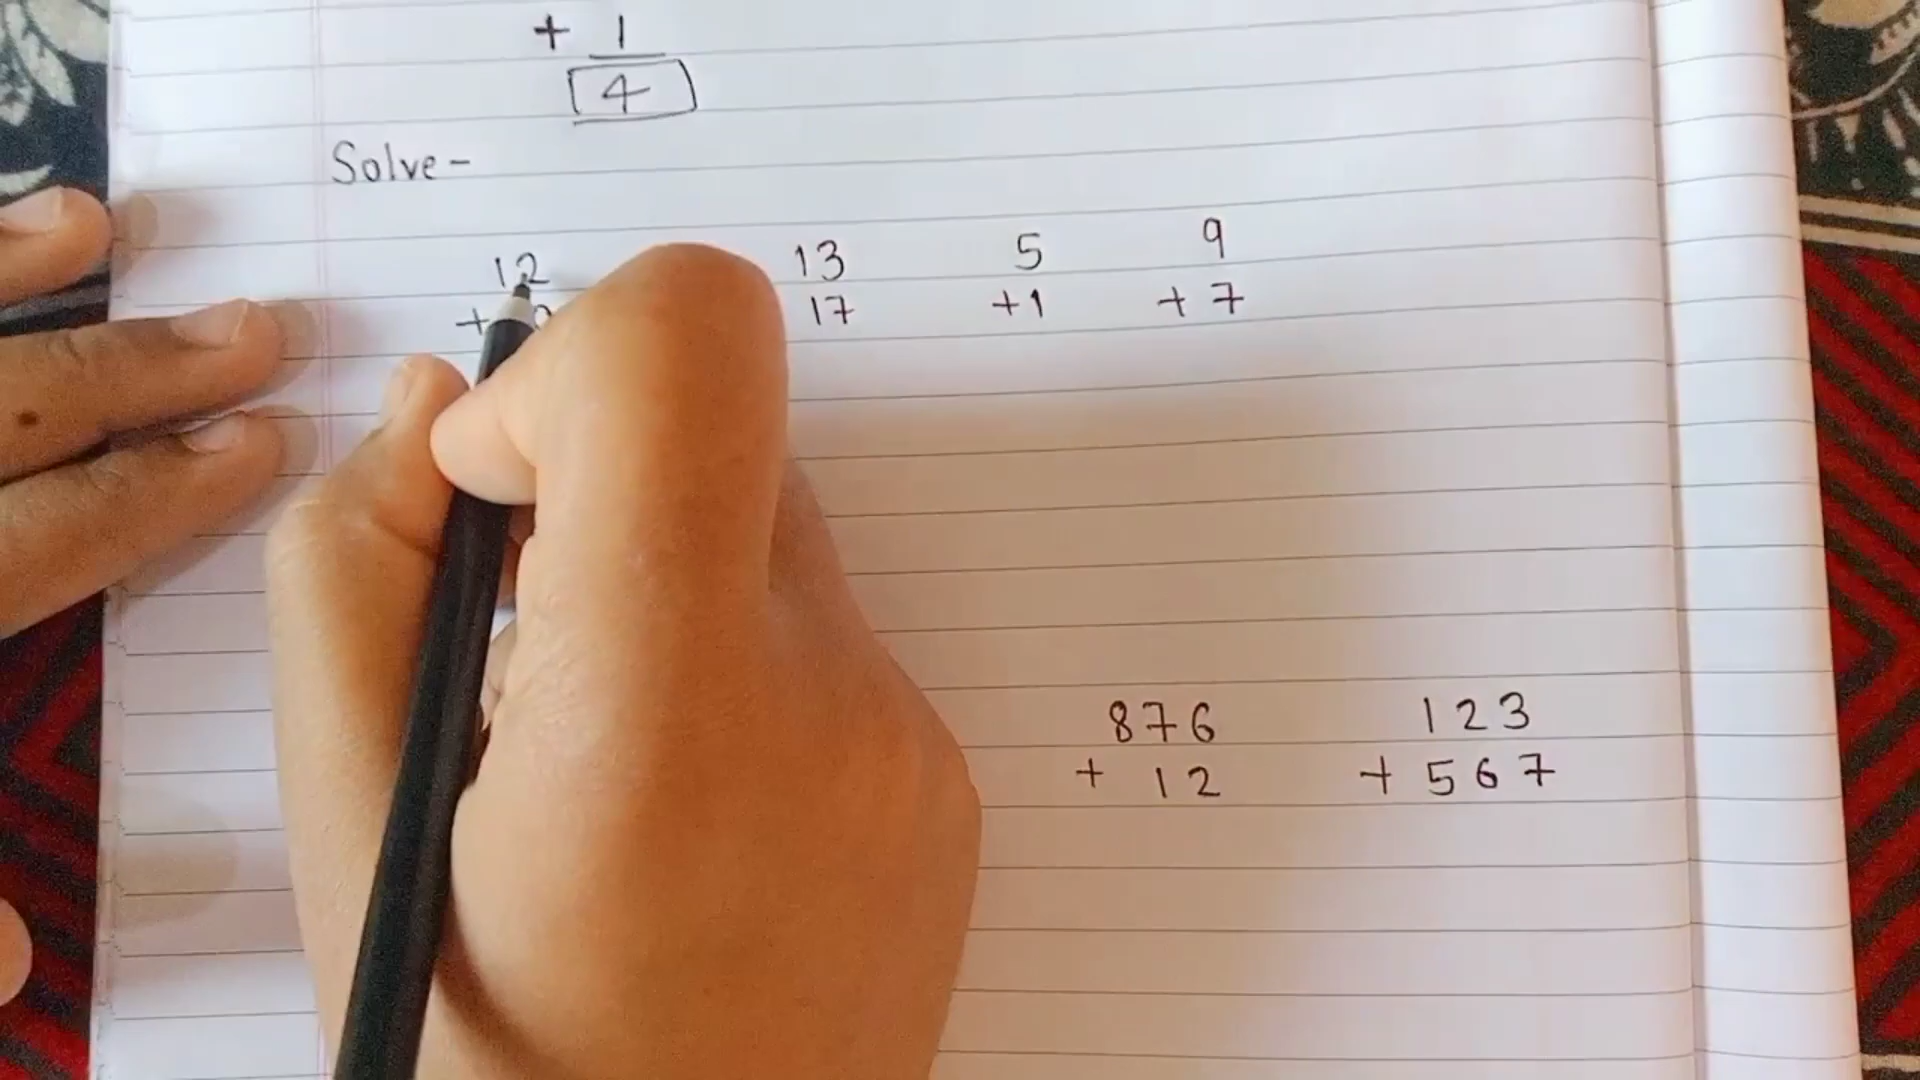 + 1
4
Solve -
12 13 5 9
+ 17 +1 + 7
876 123
+ 12 + 567